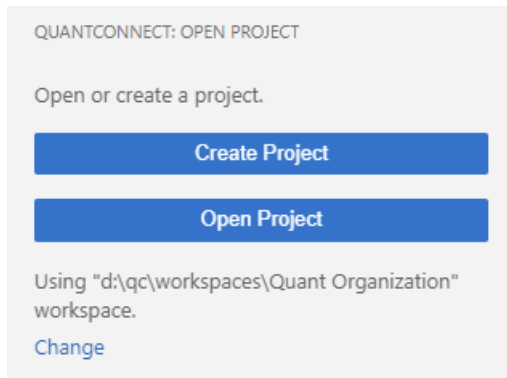 QUANTCONNECT: OPEN PROJECT
Open or create a project.
Create Project
Open Project
Using "d:\qc\workspaces\Quant Organization"
workspace.
Change